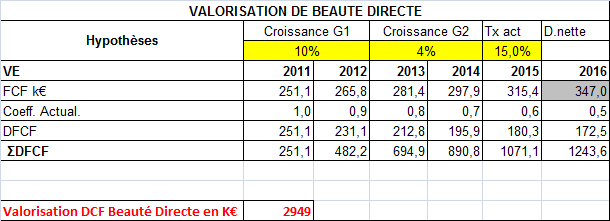 VALORISATION DE BEAUTE DIRECTE
Hypothèses Croissance G1 Croissance G2 Tx act D.nette
10% 4% 15,0%
VE 2011 2012 2013 2014 2015 2016
FCF k€ 251,1 265,8 281,4 297,9 315,4 347,0
Coeff. Actual. 1,0 0,9 0,8 0,7 0,6 0,5
DFCF 251,1 231,1 212,8 195,9 180,3 172,5
ΣDFCF 251,1 482,2 694,9 890,8 1071,1 1243,6
Valorisation DCF Beauté Directe en K€ 2949